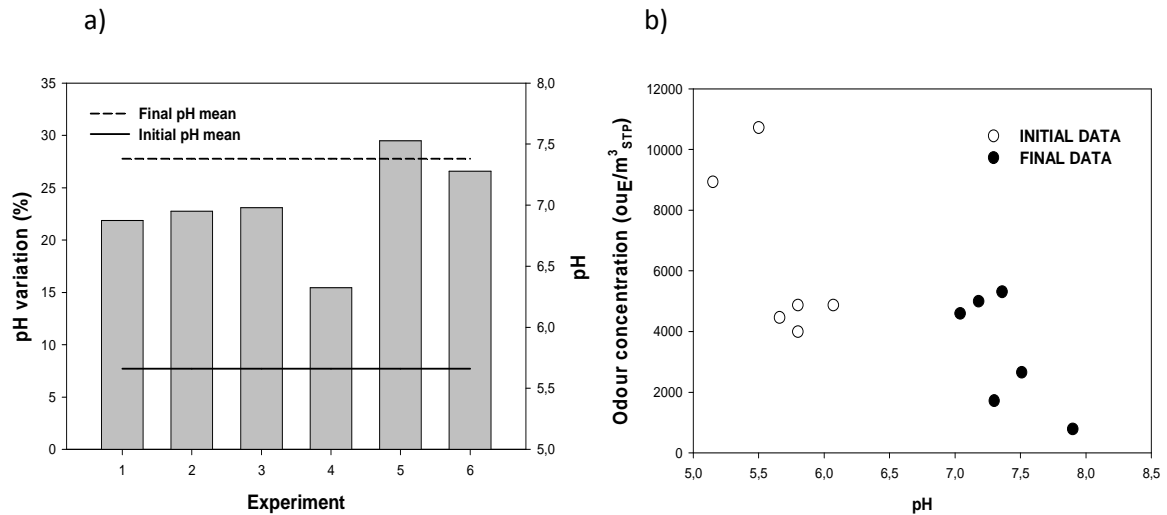 a)
35
30
25
20
15
10
5
0
pH variation (%)
Final pH mean
Initial pH mean
8,0
7,5
7,0
6,5
6,0
5,5
5,0
pH
1 2 3 4 5 6
Experiment
b)
12000
10000
8000
6000
4000
2000
0
Odour concentration (ouE/m3STP)
INITIAL DATA
FINAL DATA
5,0 5,5 6,0 6,5 7,0 7,5 8,0 8,5
pH